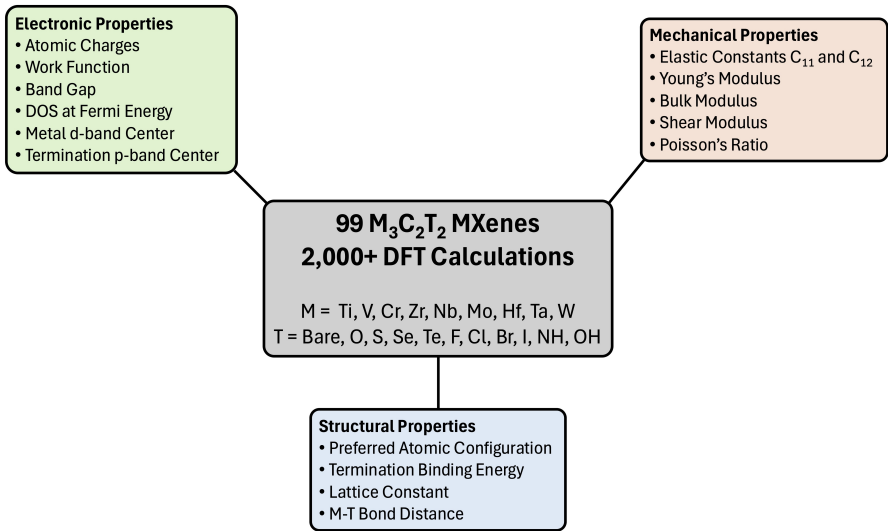 Electronic Properties
• Atomic Charges
• Work Function
• Band Gap
• DOS at Fermi Energy
• Metal d-band Center
• Termination p-band Center
Mechanical Properties
• Elastic Constants C₁₁ and C₁₂
• Young's Modulus
• Bulk Modulus
• Shear Modulus
• Poisson's Ratio
99 M₃C₂T₂ MXenes
2,000+ DFT Calculations
M = Ti, V, Cr, Zr, Nb, Mo, Hf, Ta, W
T = Bare, O, S, Se, Te, F, Cl, Br, I, NH, OH
Structural Properties
• Preferred Atomic Configuration
• Termination Binding Energy
• Lattice Constant
• M-T Bond Distance